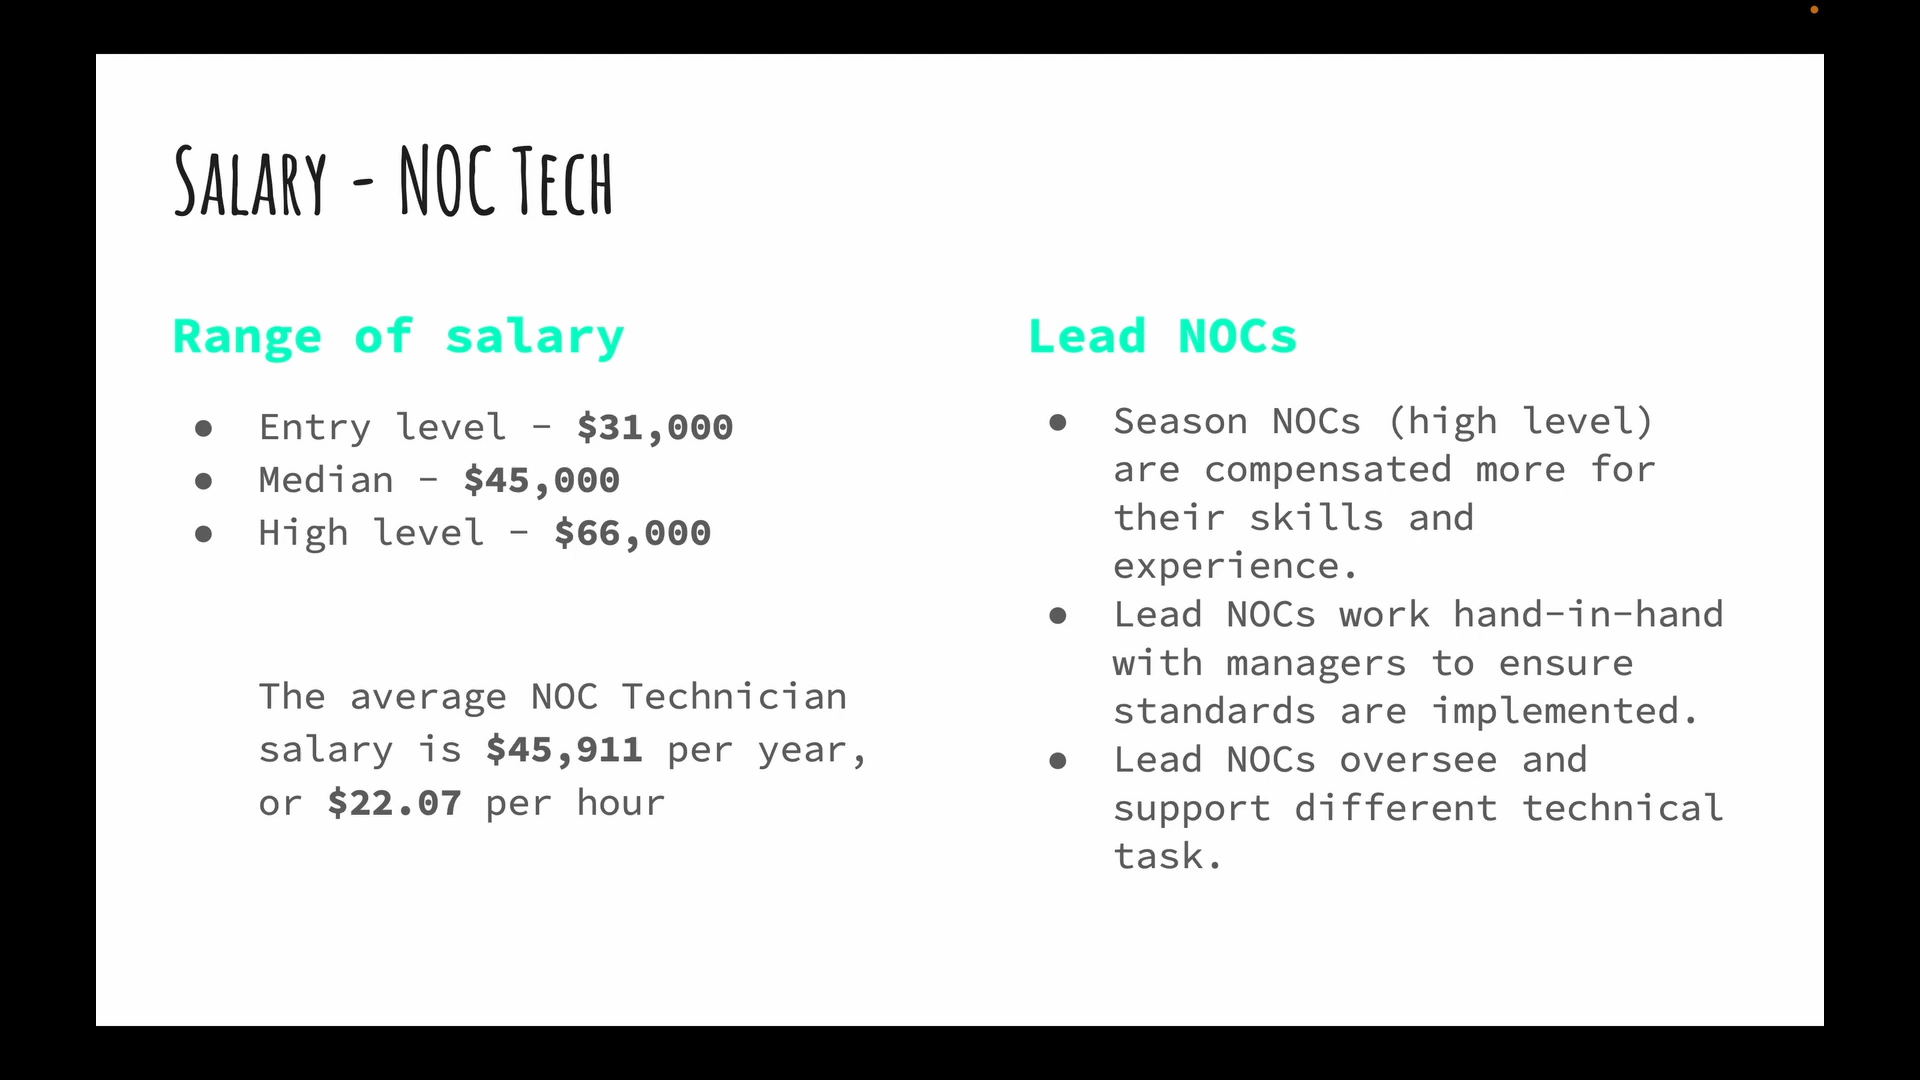 Salary - NOC Tech
Range of salary
● Entry level - $31,000
● Median - $45,000
● High level - $66,000
The average NOC Technician
salary is $45,911 per year,
or $22.07 per hour
Lead NOCs
● Season NOCs (high level)
are compensated more for
their skills and
experience.
● Lead NOCs work hand-in-hand
with managers to ensure
standards are implemented.
● Lead NOCs oversee and
support different technical
task.